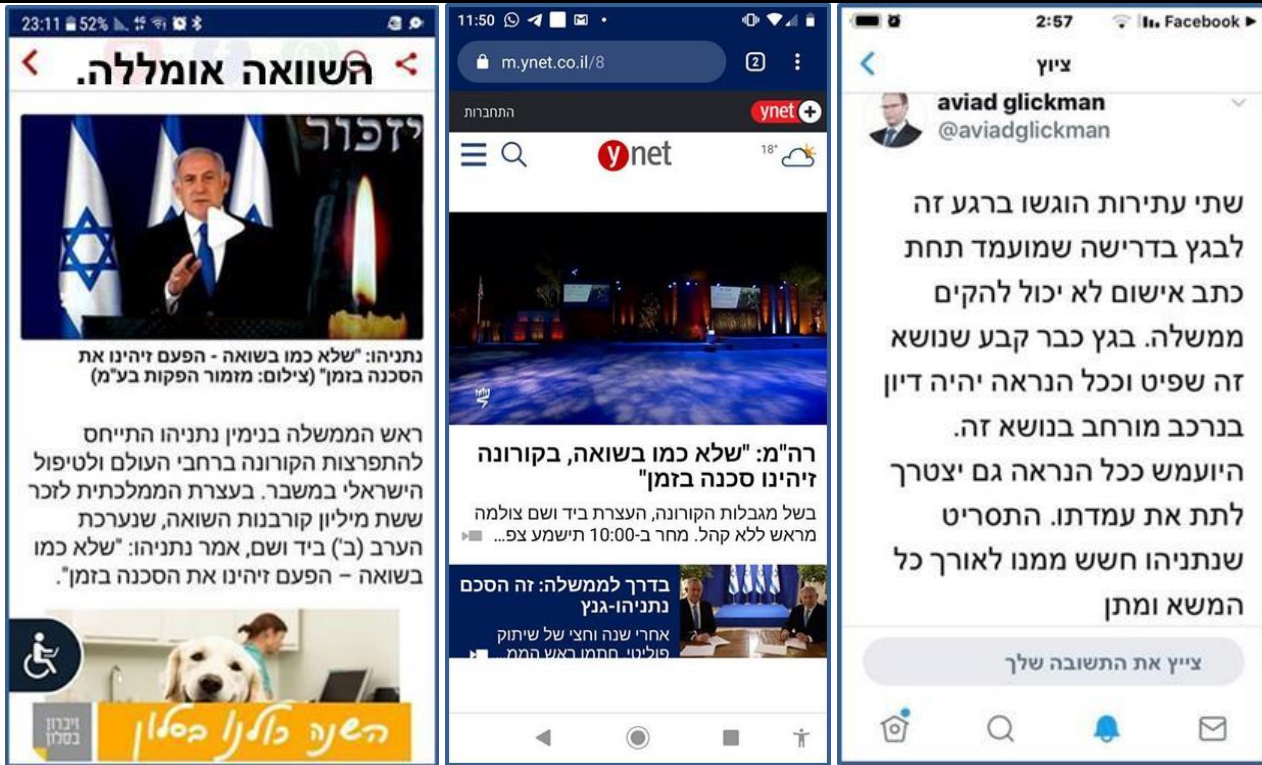 23:11 52% 4G
השוואה אומללה.
יזכור
נתניהו: "שלא כמו בשואה - הפעם זיהינו את
הסכנה בזמן" (צילום: מזמור הפקות בע"מ)
ראש הממשלה בנימין נתניהו התייחס
להתפרצות הקורונה ברחבי העולם ולטיפול
הישראלי במשבר. בעצרת הממלכתית לזכר
ששת מיליון קורבנות השואה, שנערכת
הערב (ב') ביד ושם, אמר נתניהו: "שלא כמו
בשואה – הפעם זיהינו את הסכנה בזמן".
זיכרון
בסלון
השנה כולנו בסלון
11:50
m.ynet.co.il/8
2
התחברות
ynet+
ynet
18°
רה"מ: "שלא כמו בשואה, בקורונה
זיהינו סכנה בזמן"
בשל מגבלות הקורונה, העצרת ביד ושם צולמה
מראש ללא קהל. מחר ב-10:00 תישמע צפ...
בדרך לממשלה: זה הסכם
נתניהו-גנץ
אחרי שנה וחצי של שיתוק
פוליטי, חתמו ראש הממ...
2:57
Facebook
ציוץ
aviad glickman
@aviadglickman
שתי עתירות הוגשו ברגע זה
לבגץ בדרישה שמועמד תחת
כתב אישום לא יכול להקים
ממשלה. בגץ כבר קבע שנושא
זה שפיט וככל הנראה יהיה דיון
בנרכב מורחב בנושא זה.
היועמש ככל הנראה גם יצטרך
לתת את עמדתו. התסריט
שנתניהו חשש ממנו לאורך כל
המשא ומתן
צייץ את התשובה שלך